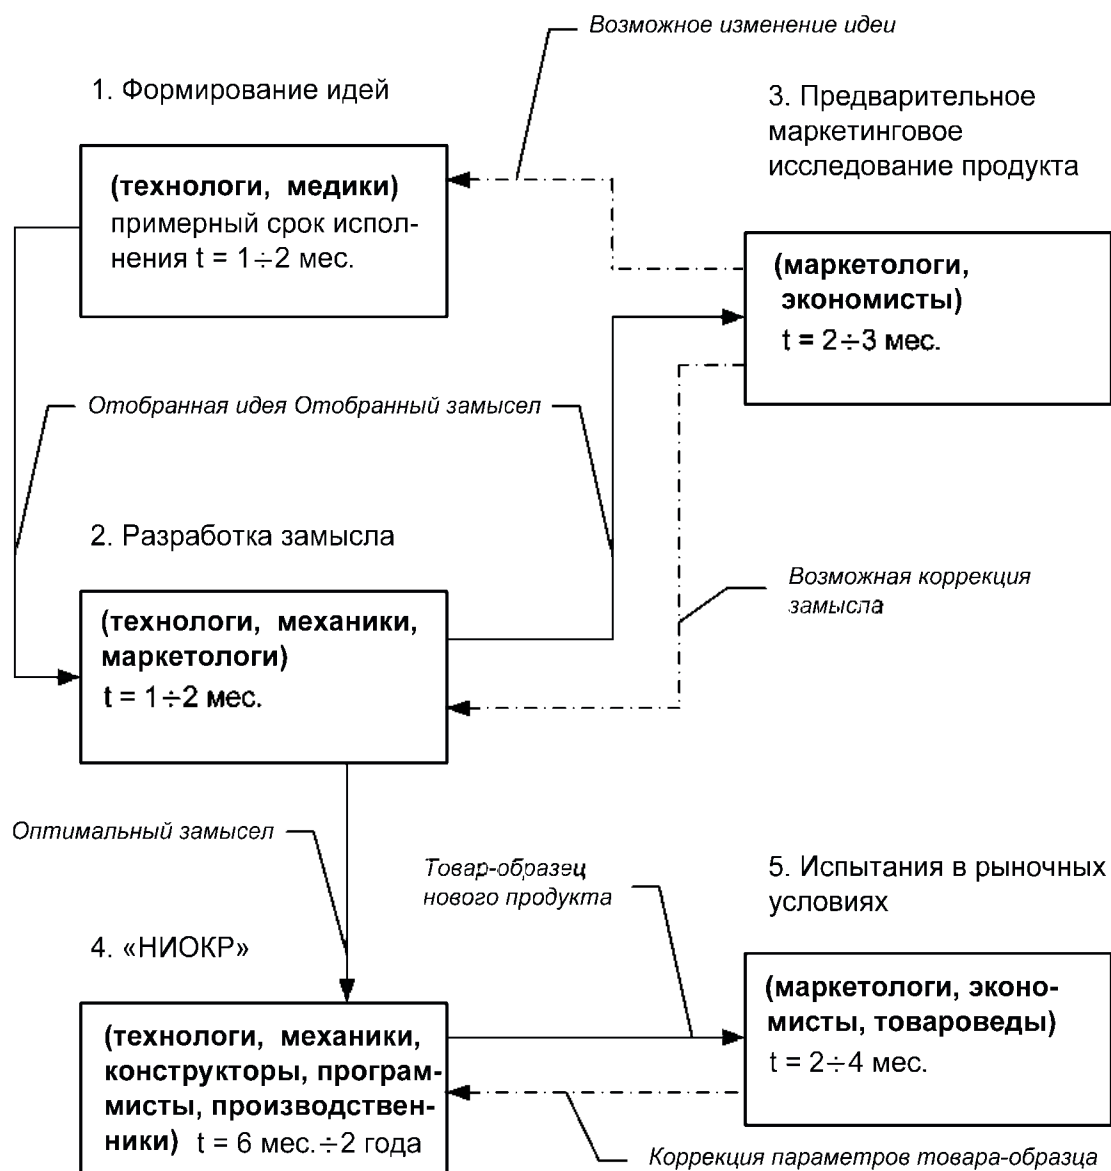 Возможное изменение идеи
1. Формирование идей
3. Предварительное
маркетинговое
исследование продукта
(технологи, медики)
примерный срок испол-
нения t = 1÷2 мес.
(маркетологи,
экономисты)
t = 2÷3 мес.
Отобранная идея Отобранный замысел
2. Разработка замысла
Возможная коррекция
замысла
(технологи, механики,
маркетологи)
t = 1÷2 мес.
Оптимальный замысел
Товар-образец
нового продукта
5. Испытания в рыночных
условиях
4. «НИОКР»
(маркетологи, эконо-
мисты, товароведы)
t = 2÷4 мес.
(технологи, механики,
конструкторы, програм-
мисты, производствен-
ники) t = 6 мес.÷2 года
Коррекция параметров товара-образца